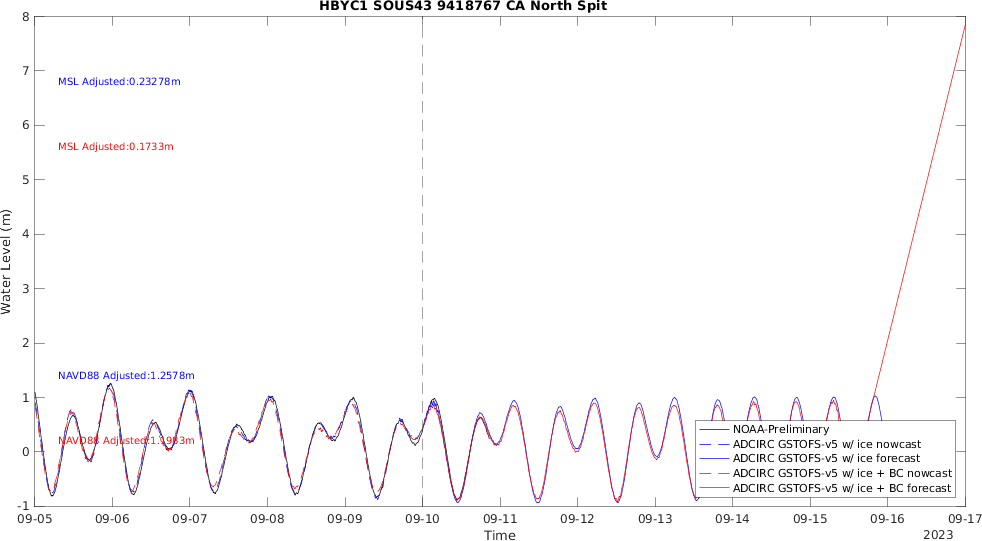 HBYC1 SOUS43 9418767 CA North Spit
8
7
6
5
4
3
2
1
0
-1
Water Level (m)
MSL Adjusted:0.23278m
MSL Adjusted:0.1733m
NAVD88 Adjusted:1.2578m
NAVD88 Adjusted:1.1983m
NOAA-Preliminary
ADCIRC GSTOFS-v5 w/ ice nowcast
ADCIRC GSTOFS-v5 w/ ice forecast
ADCIRC GSTOFS-v5 w/ ice + BC nowcast
ADCIRC GSTOFS-v5 w/ ice + BC forecast
09-05 09-06 09-07 09-08 09-09 09-10 09-11 09-12 09-13 09-14 09-15 09-16 09-17
Time
2023